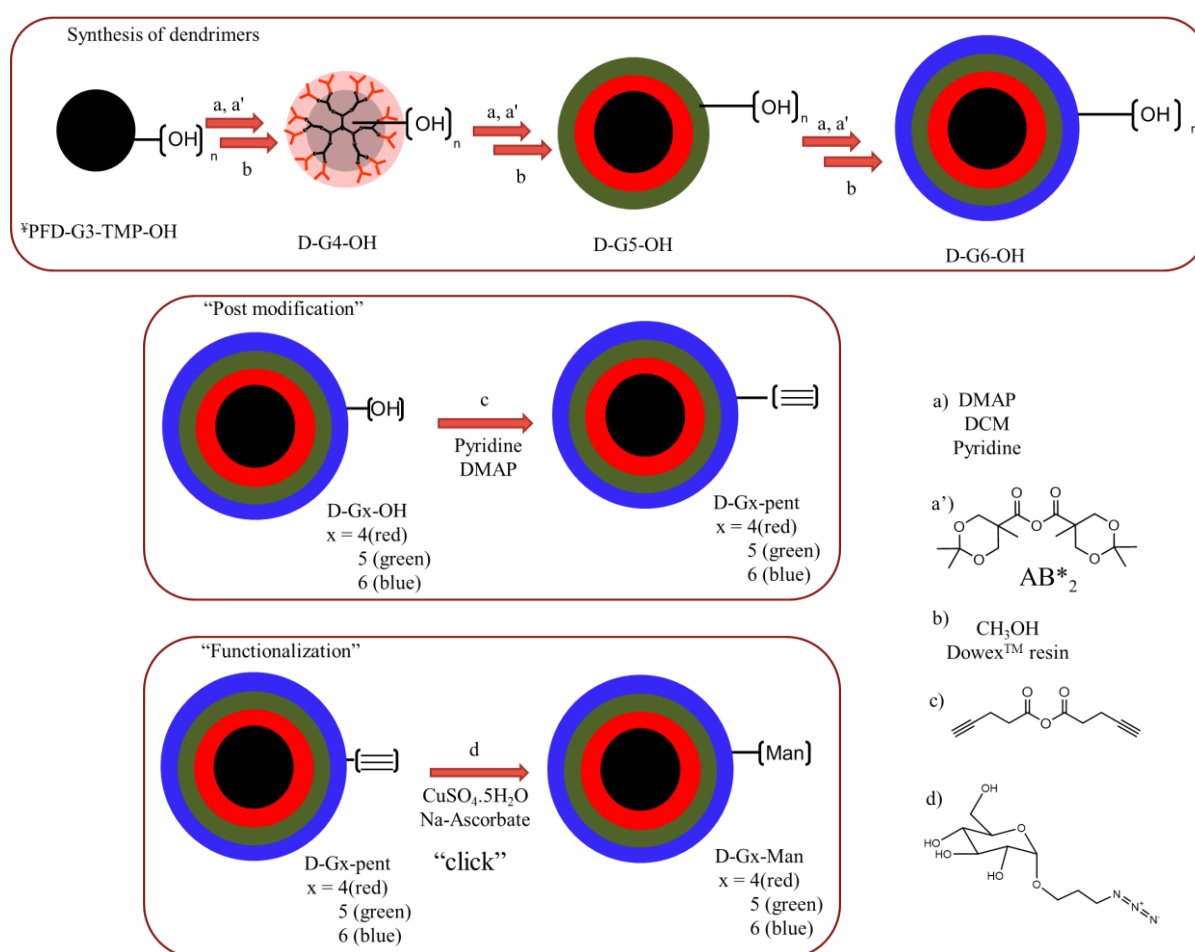 Synthesis of dendrimers
[OH]n
a, a'
b
[OH]n
a, a'
b
[OH]n
a, a'
b
[OH]n
¥PFD-G3-TMP-OH
D-G4-OH
D-G5-OH
D-G6-OH
“Post modification”
[OH]
c
Pyridine
DMAP
D-Gx-OH
x = 4(red)
5 (green)
6 (blue)
D-Gx-pent
x = 4(red)
5 (green)
6 (blue)
“Functionalization”
d
CuSO₄.5H₂O
Na-Ascorbate
“click”
[Man]
D-Gx-pent
x = 4(red)
5 (green)
6 (blue)
D-Gx-Man
x = 4(red)
5 (green)
6 (blue)
a) DMAP
DCM
Pyridine
a’)
O O
O O O
O O
AB*₂
b)
CH₃OH
Dowex™ resin
c)
O O
O
d)
OH
O
HO
HO
HO
O
N N⁺ N⁻